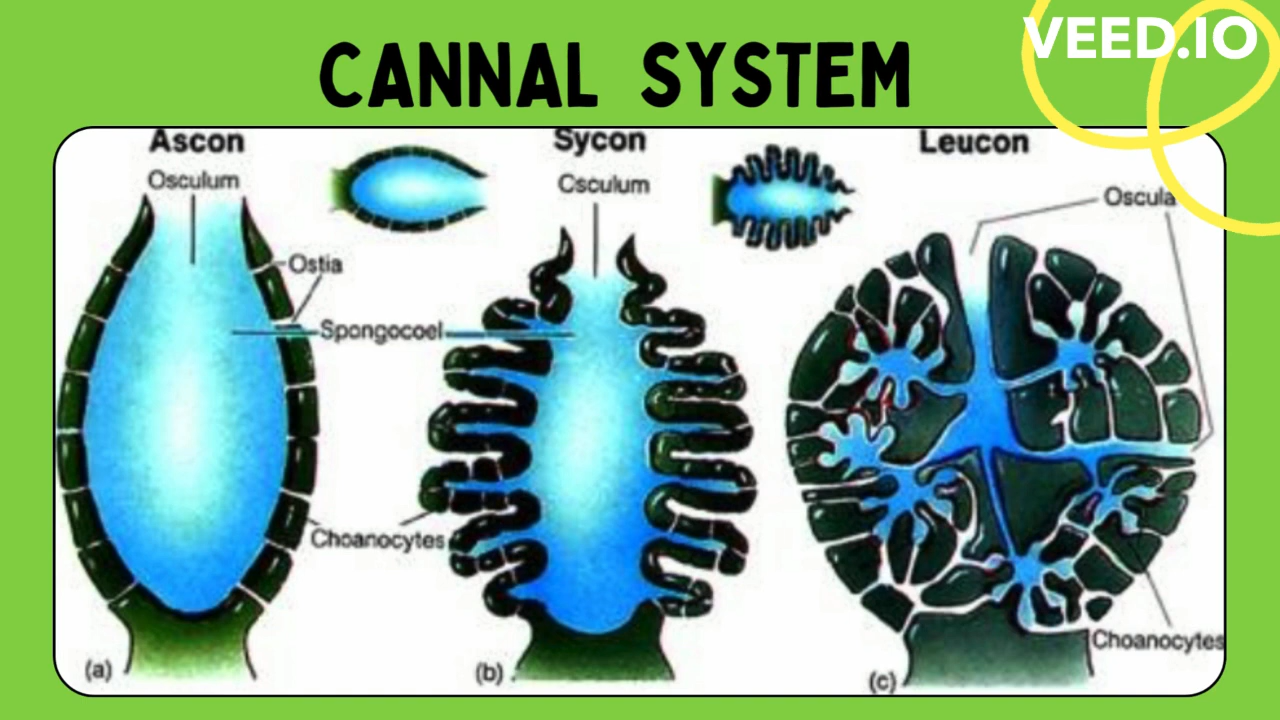 VEED.IO
CANNAL SYSTEM
Ascon
Sycon
Leucon
Osculum
Csculum
Oscula
Ostia
Spongocoel
Choanocytes
Choanocytes
(a)
(b)
(c)